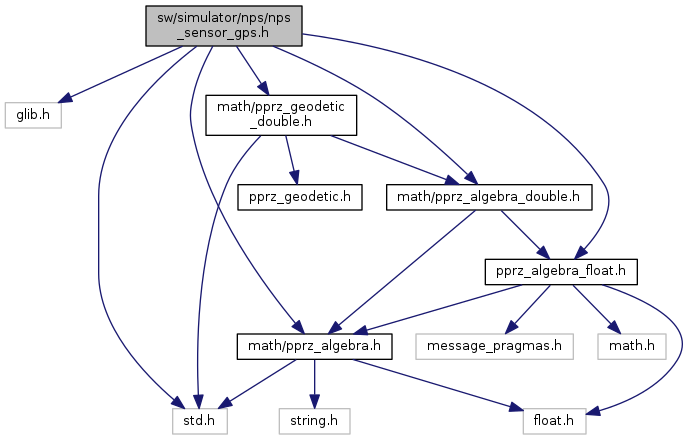 sw/simulator/nps/nps
_sensor_gps.h
glib.h
math/pprz_geodetic
_double.h
pprz_geodetic.h
math/pprz_algebra_double.h
pprz_algebra_float.h
math/pprz_algebra.h
message_pragmas.h
math.h
std.h
string.h
float.h